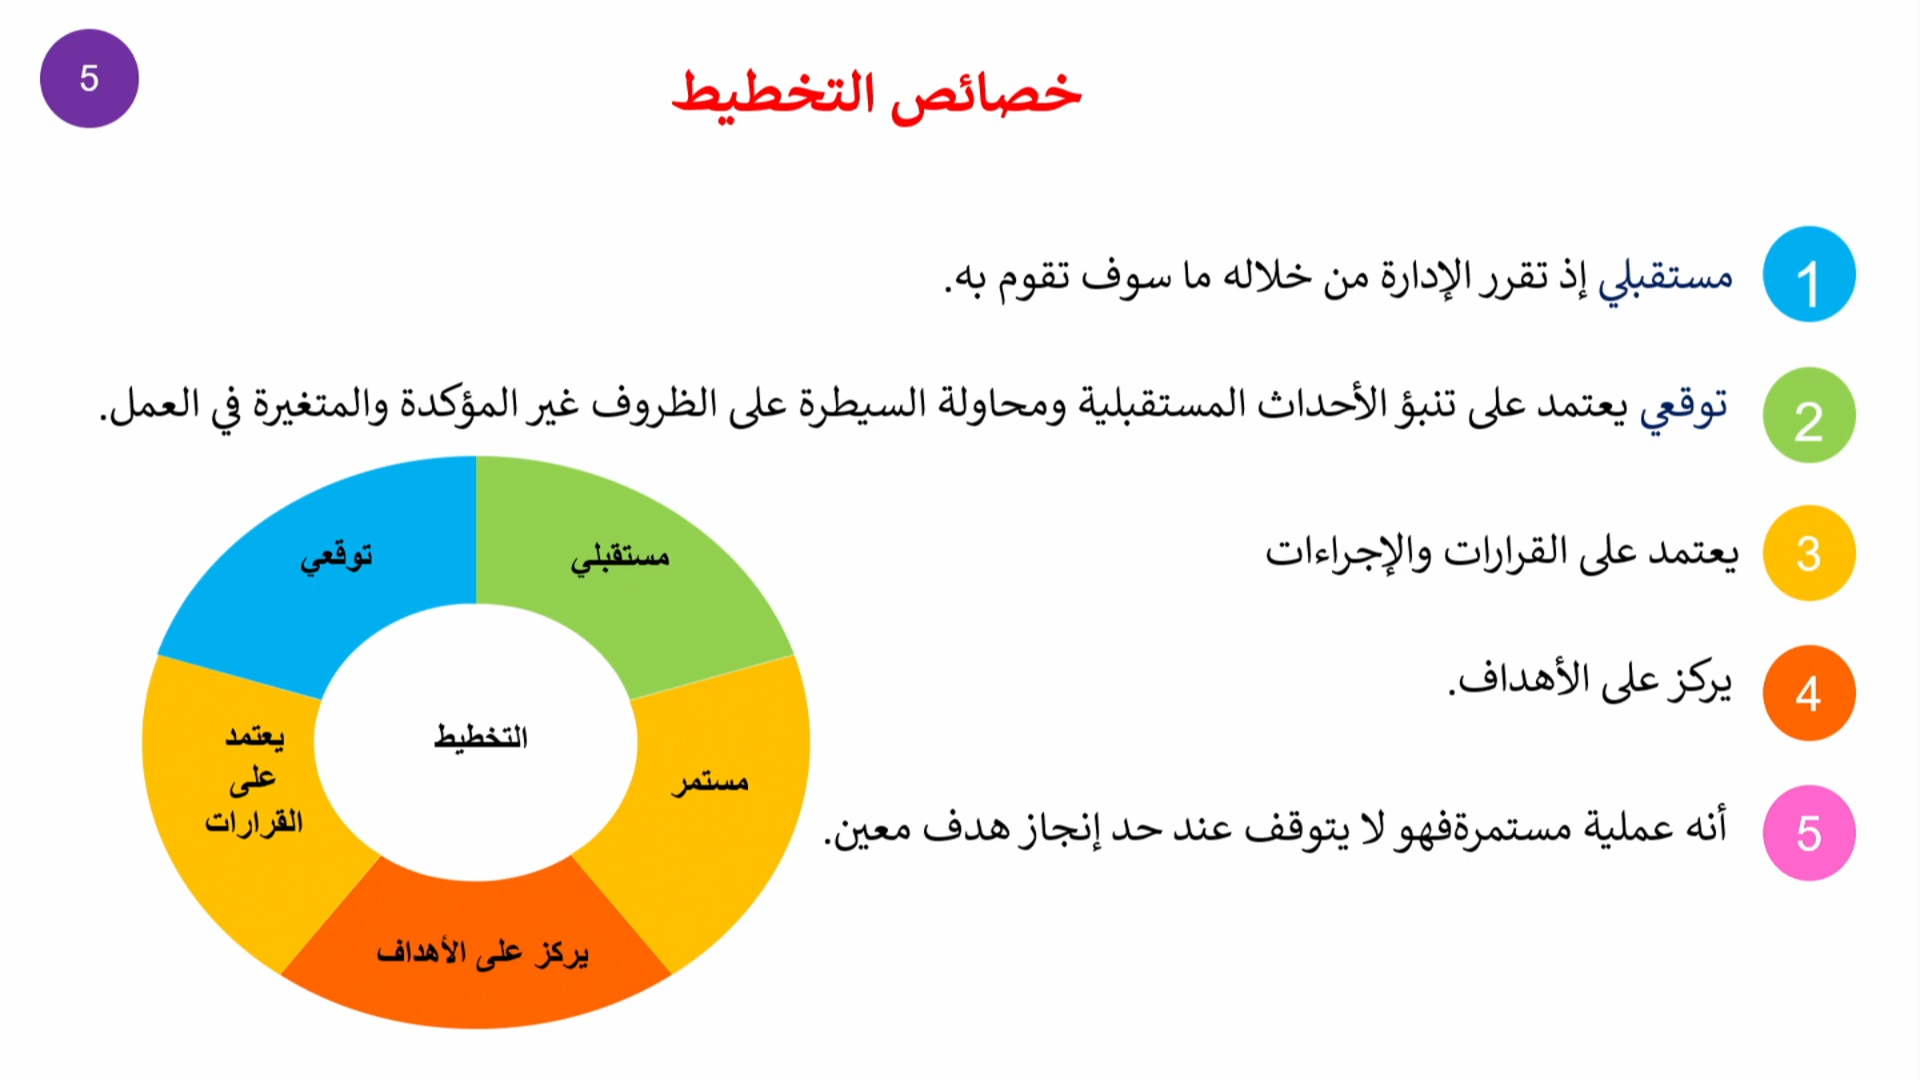 5
خصائص التخطيط
1 مستقبلي إذ تقرر الإدارة من خلاله ما سوف تقوم به.
2 توقعي يعتمد على تنبؤ الأحداث المستقبلية ومحاولة السيطرة على الظروف غير المؤكدة والمتغيرة في العمل.
3 يعتمد على القرارات والإجراءات
4 يركز على الأهداف.
5 أنه عملية مستمرةفهو لا يتوقف عند حد إنجاز هدف معين.
مستقبلي
توقعي
التخطيط
مستمر
يعتمد
على
القرارات
يركز على الأهداف